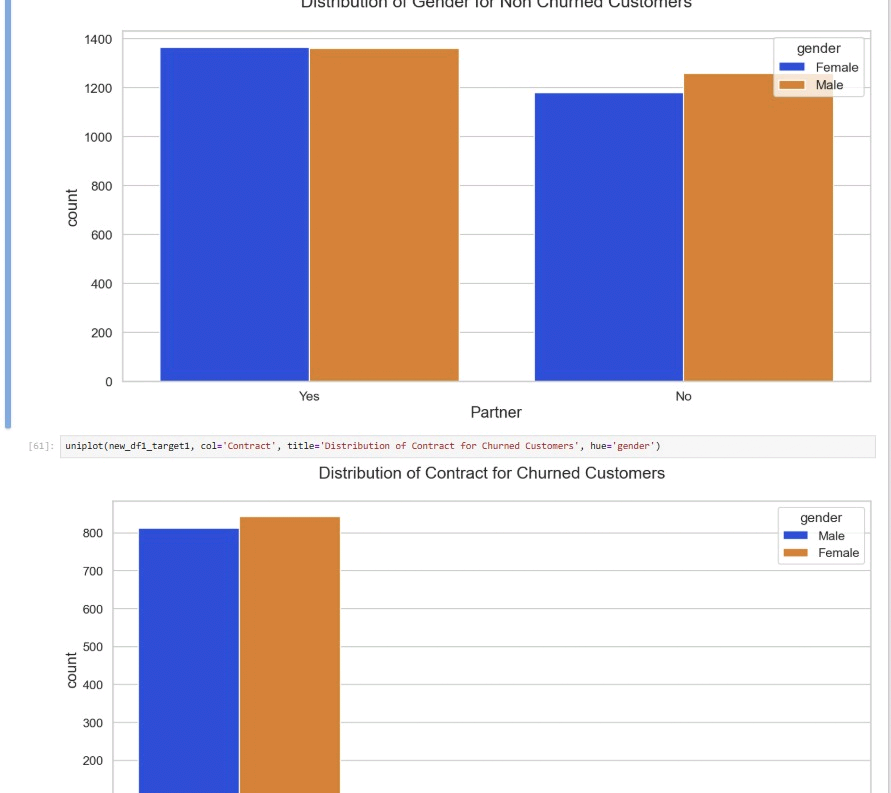 Distribution of Gender for Non Churned Customers
1400
1200
1000
800
600
400
200
0
count
gender
Female
Male
Yes
No
Partner
[61]: uniplot(new_df1_target1, col='Contract', title='Distribution of Contract for Churned Customers', hue='gender')
Distribution of Contract for Churned Customers
800
700
600
500
400
300
200
count
gender
Male
Female